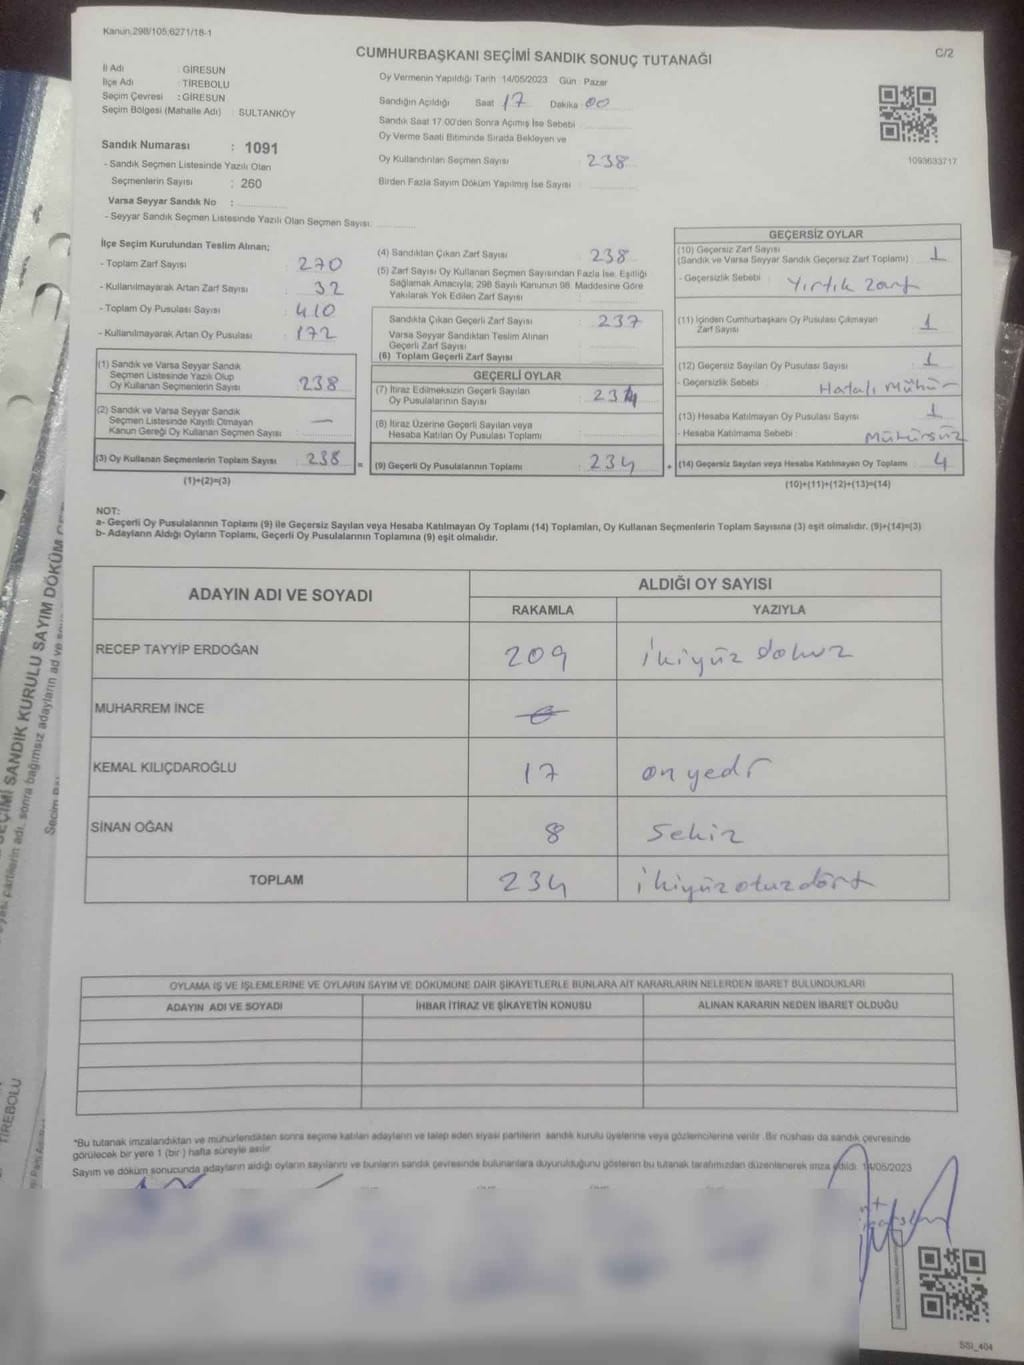 Kanun:298/105;6271/18-1
C/2
CUMHURBAŞKANI SEÇİMİ SANDIK SONUÇ TUTANAĞI
İl Adı : GİRESUN
İlçe Adı : TİREBOLU
Seçim Çevresi : GİRESUN
Seçim Bölgesi (Mahalle Adı) : SULTANKÖY
Sandık Numarası : 1091
- Sandık Seçmen Listesinde Yazılı Olan
Seçmenlerin Sayısı : 260
Varsa Seyyar Sandık No :
- Seyyar Sandık Seçmen Listesinde Yazılı Olan Seçmen Sayısı:
Oy Vermenin Yapıldığı Tarih : 14/05/2023 Gün : Pazar
Sandığın Açıldığı Saat 17 Dakika 00
Sandık Saat 17:00'den Sonra Açımış İse Sebebi
Oy Verme Saati Bitiminde Sırada Bekleyen ve
Oy Kullandırılan Seçmen Sayısı : 238
Birden Fazla Sayım Döküm Yapılmış İse Sayısı :
1093633717
İlçe Seçim Kurulundan Teslim Alınan;
- Toplam Zarf Sayısı : 270
- Kullanılmayarak Artan Zarf Sayısı : 32
- Toplam Oy Pusulası Sayısı : 410
- Kullanılmayarak Artan Oy Pusulası : 172
(1) Sandık ve Varsa Seyyar Sandık
Seçmen Listesinde Yazılı Olup
Oy Kullanan Seçmenlerin Sayısı : 238
(2) Sandık ve Varsa Seyyar Sandık
Seçmen Listesinde Kayıtlı Olmayan
Kanun Gereği Oy Kullanan Seçmen Sayısı : —
(3) Oy Kullanan Seçmenlerin Toplam Sayısı : 238
(1)+(2)=(3)
(4) Sandıktan Çıkan Zarf Sayısı : 238
(5) Zarf Sayısı Oy Kullanan Seçmen Sayısından Fazla İse, Eşitliği
Sağlamak Amacıyla; 298 Sayılı Kanunun 98. Maddesine Göre
Yakılarak Yok Edilen Zarf Sayısı :
Sandıkta Çıkan Geçerli Zarf Sayısı : 237
Varsa Seyyar Sandıktan Teslim Alınan
Geçerli Zarf Sayısı :
(6) Toplam Geçerli Zarf Sayısı :
GEÇERLİ OYLAR
(7) İtiraz Edilmeksizin Geçerli Sayılan
Oy Pusulalarının Sayısı : 234
(8) İtiraz Üzerine Geçerli Sayılan veya
Hesaba Katılan Oy Pusulası Toplamı :
= (9) Geçerli Oy Pusulalarının Toplamı : 234 +
GEÇERSİZ OYLAR
(10) Geçersiz Zarf Sayısı
(Sandık ve Varsa Seyyar Sandık Geçersiz Zarf Toplamı) : 1
- Geçersizlik Sebebi : Yırtık zarf
(11) İçinden Cumhurbaşkanı Oy Pusulası Çıkmayan
Zarf Sayısı : 1
(12) Geçersiz Sayılan Oy Pusulası Sayısı : 1
- Geçersizlik Sebebi : Hatalı Mühür
(13) Hesaba Katılmayan Oy Pusulası Sayısı : 1
- Hesaba Katılmama Sebebi : Mühürsüz
(14) Geçersiz Sayılan veya Hesaba Katılmayan Oy Toplamı : 4
(10)+(11)+(12)+(13)=(14)
NOT:
a- Geçerli Oy Pusulalarının Toplamı (9) ile Geçersiz Sayılan veya Hesaba Katılmayan Oy Toplamı (14) Toplamları, Oy Kullanan Seçmenlerin Toplam Sayısına (3) eşit olmalıdır. (9)+(14)=(3)
b- Adayların Aldığı Oyların Toplamı, Geçerli Oy Pusulalarının Toplamına (9) eşit olmalıdır.
ADAYIN ADI VE SOYADI
ALDIĞI OY SAYISI
RAKAMLA YAZIYLA
RECEP TAYYİP ERDOĞAN 209 ikiyüz dokuz
MUHARREM İNCE 0
KEMAL KILIÇDAROĞLU 17 on yedi
SİNAN OĞAN 8 sekiz
TOPLAM 234 ikiyüzotuzdört
OYLAMA İŞ VE İŞLEMLERİNE VE OYLARIN SAYIM VE DÖKÜMÜNE DAİR ŞİKAYETLERLE BUNLARA AİT KARARLARIN NELERDEN İBARET BULUNDUKLARI
ADAYIN ADI VE SOYADI İHBAR İTİRAZ VE ŞİKAYETİN KONUSU ALINAN KARARIN NEDEN İBARET OLDUĞU
*Bu tutanak imzalandıktan ve mühürlendikten sonra seçime katılan adayların ve talep eden siyasi partilerin sandık kurulu üyelerine veya gözlemcilerine verilir. Bir nüshası da sandık çevresinde
görülecek bir yere 1 (bir) hafta süreyle asılır.
Sayım ve döküm sonucunda adayların aldığı oyların sayılarını ve bunların sandık çevresinde bulunanlara duyurulduğunu gösteren bu tutanak tarafımızdan düzenlenerek imza edildi. 14/05/2023
SSI_404
SEÇİMİ SANDIK KURULU SAYIM DÖKÜM
partilerin adı, sonra bağımsız adayların ad ve
TİREBOLU